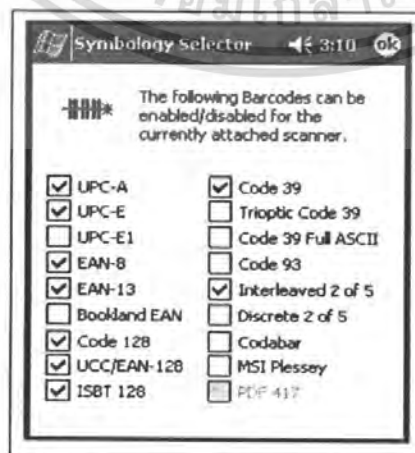 Symbology Selector 3:10 ok
The following Barcodes can be
enabled/disabled for the
currently attached scanner.
UPC-A
UPC-E
UPC-E1
EAN-8
EAN-13
Bookland EAN
Code 128
UCC/EAN-128
ISBT 128
Code 39
Trioptic Code 39
Code 39 Full ASCII
Code 93
Interleaved 2 of 5
Discrete 2 of 5
Codabar
MSI Plessey
PDF 417